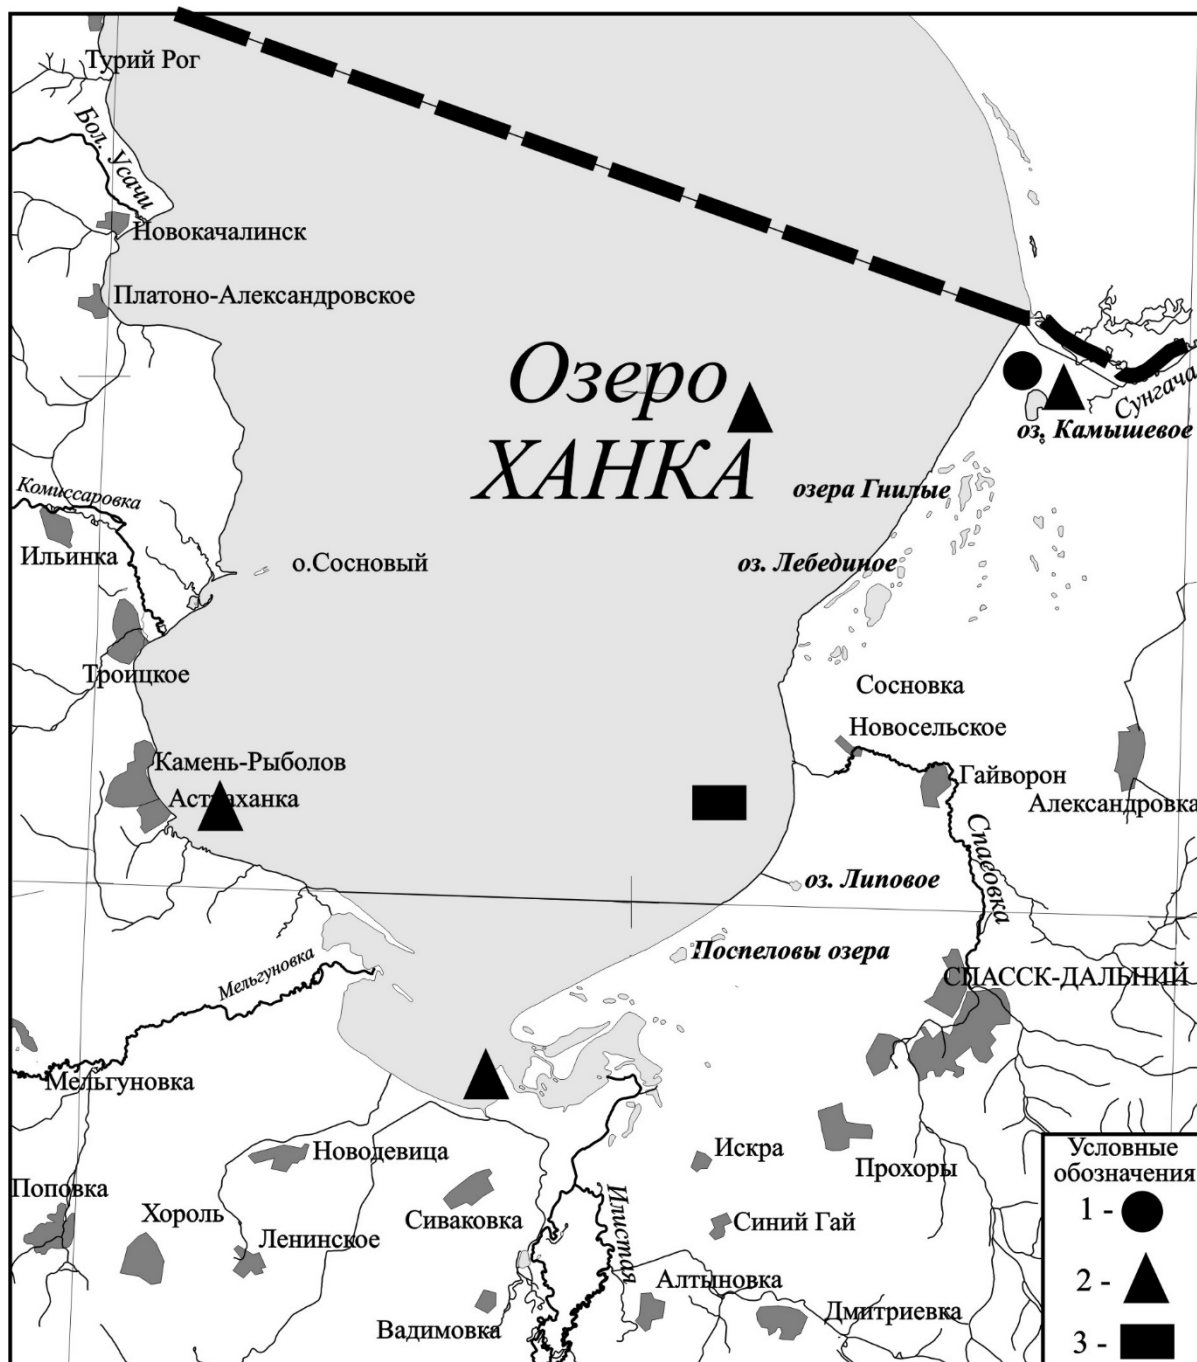 Турий Рог
Бол. Усачи
Новокачалинск
Платоно-Александровское
Озеро
ХАНКА
Сунгача
оз. Камышевое
озера Гнилые
Комиссаровка
Ильинка
о.Сосновый
оз. Лебединое
Троицкое
Сосновка
Новосельское
Камень-Рыболов
Астраханка
Гайворон
Александровка
Спасовка
оз. Липовое
Поспеловы озера
Мельгуновка
СПАССК-ДАЛЬНИЙ
Мельгуновка
Новодевица
Искра
Прохоры
Поповка
Хороль
Ленинское
Сиваковка
Илистая
Синий Гай
Алтыновка
Вадимовка
Дмитриевка
Условные
обозначения
1 -
2 -
3 -